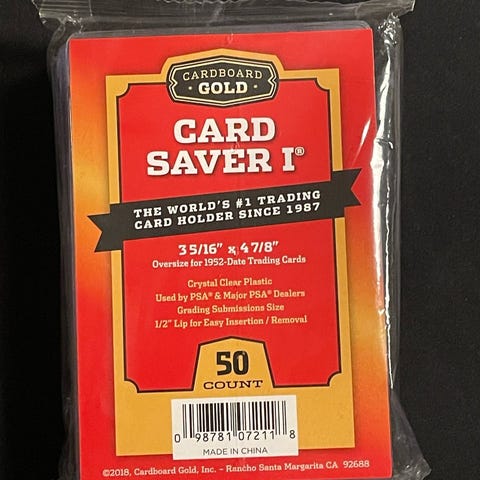 CARDBOARD
GOLD
CARD
SAVER I®
THE WORLD'S #1 TRADING
CARD HOLDER SINCE 1987
3 5/16" x 4 7/8"
Oversize for 1952-Date Trading Cards
Crystal Clear Plastic
Used by PSA® & Major PSA® Dealers
Grading Submissions Size
1/2" Lip for Easy Insertion / Removal
50
COUNT
0 98781 07211 8
MADE IN CHINA
©2018, Cardboard Gold, Inc. - Rancho Santa Margarita CA 92688